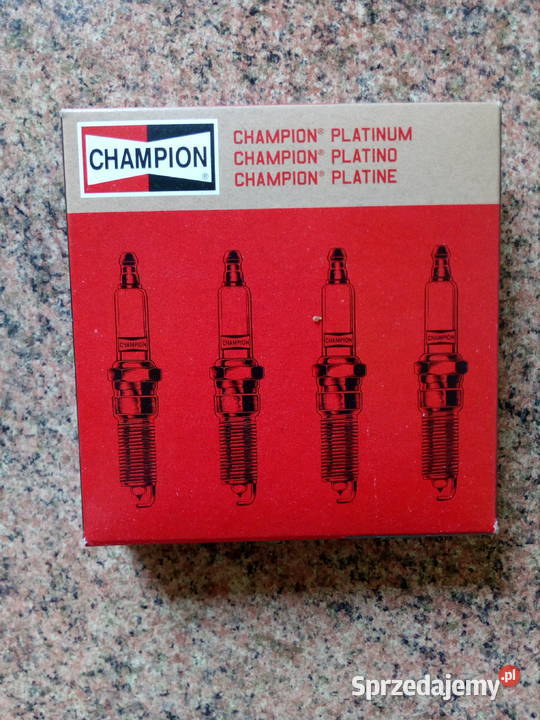 CHAMPION®
CHAMPION® PLATINUM
CHAMPION® PLATINO
CHAMPION® PLATINE
CHAMPION CHAMPION CHAMPION CHAMPION
Sprzedajemy.pl